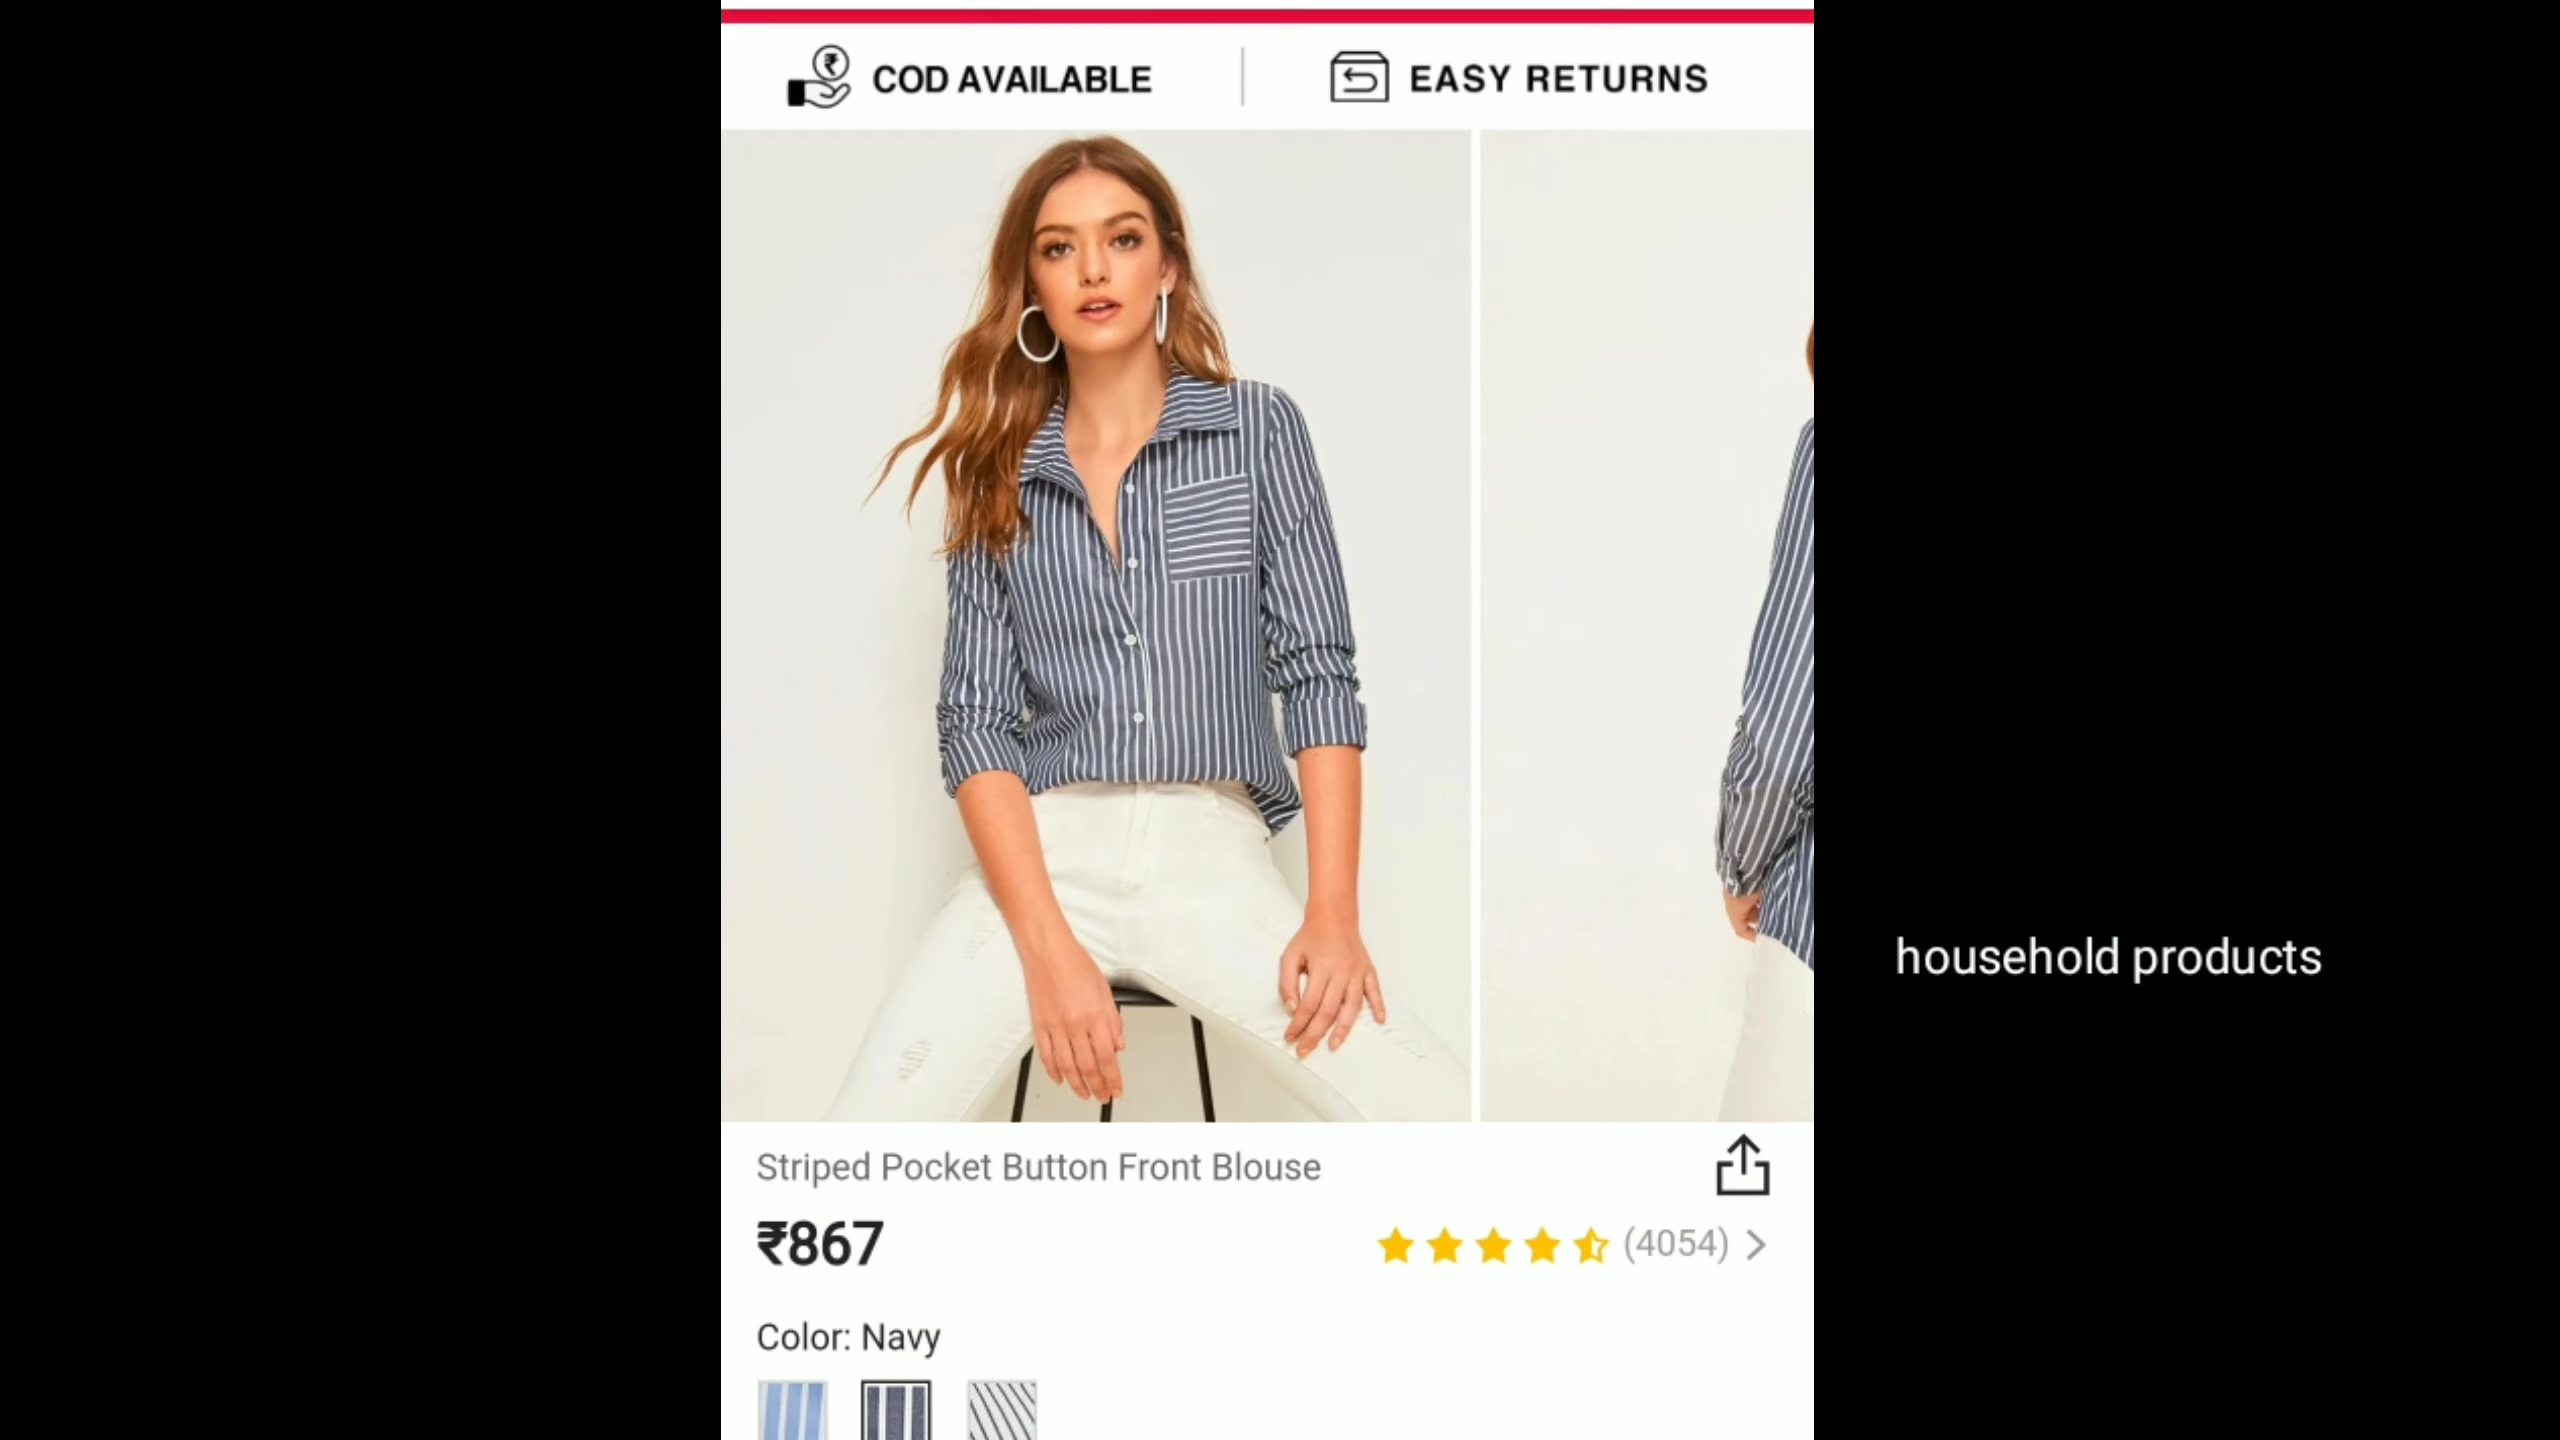 COD AVAILABLE
EASY RETURNS
Striped Pocket Button Front Blouse
₹867
(4054)
Color: Navy
household products